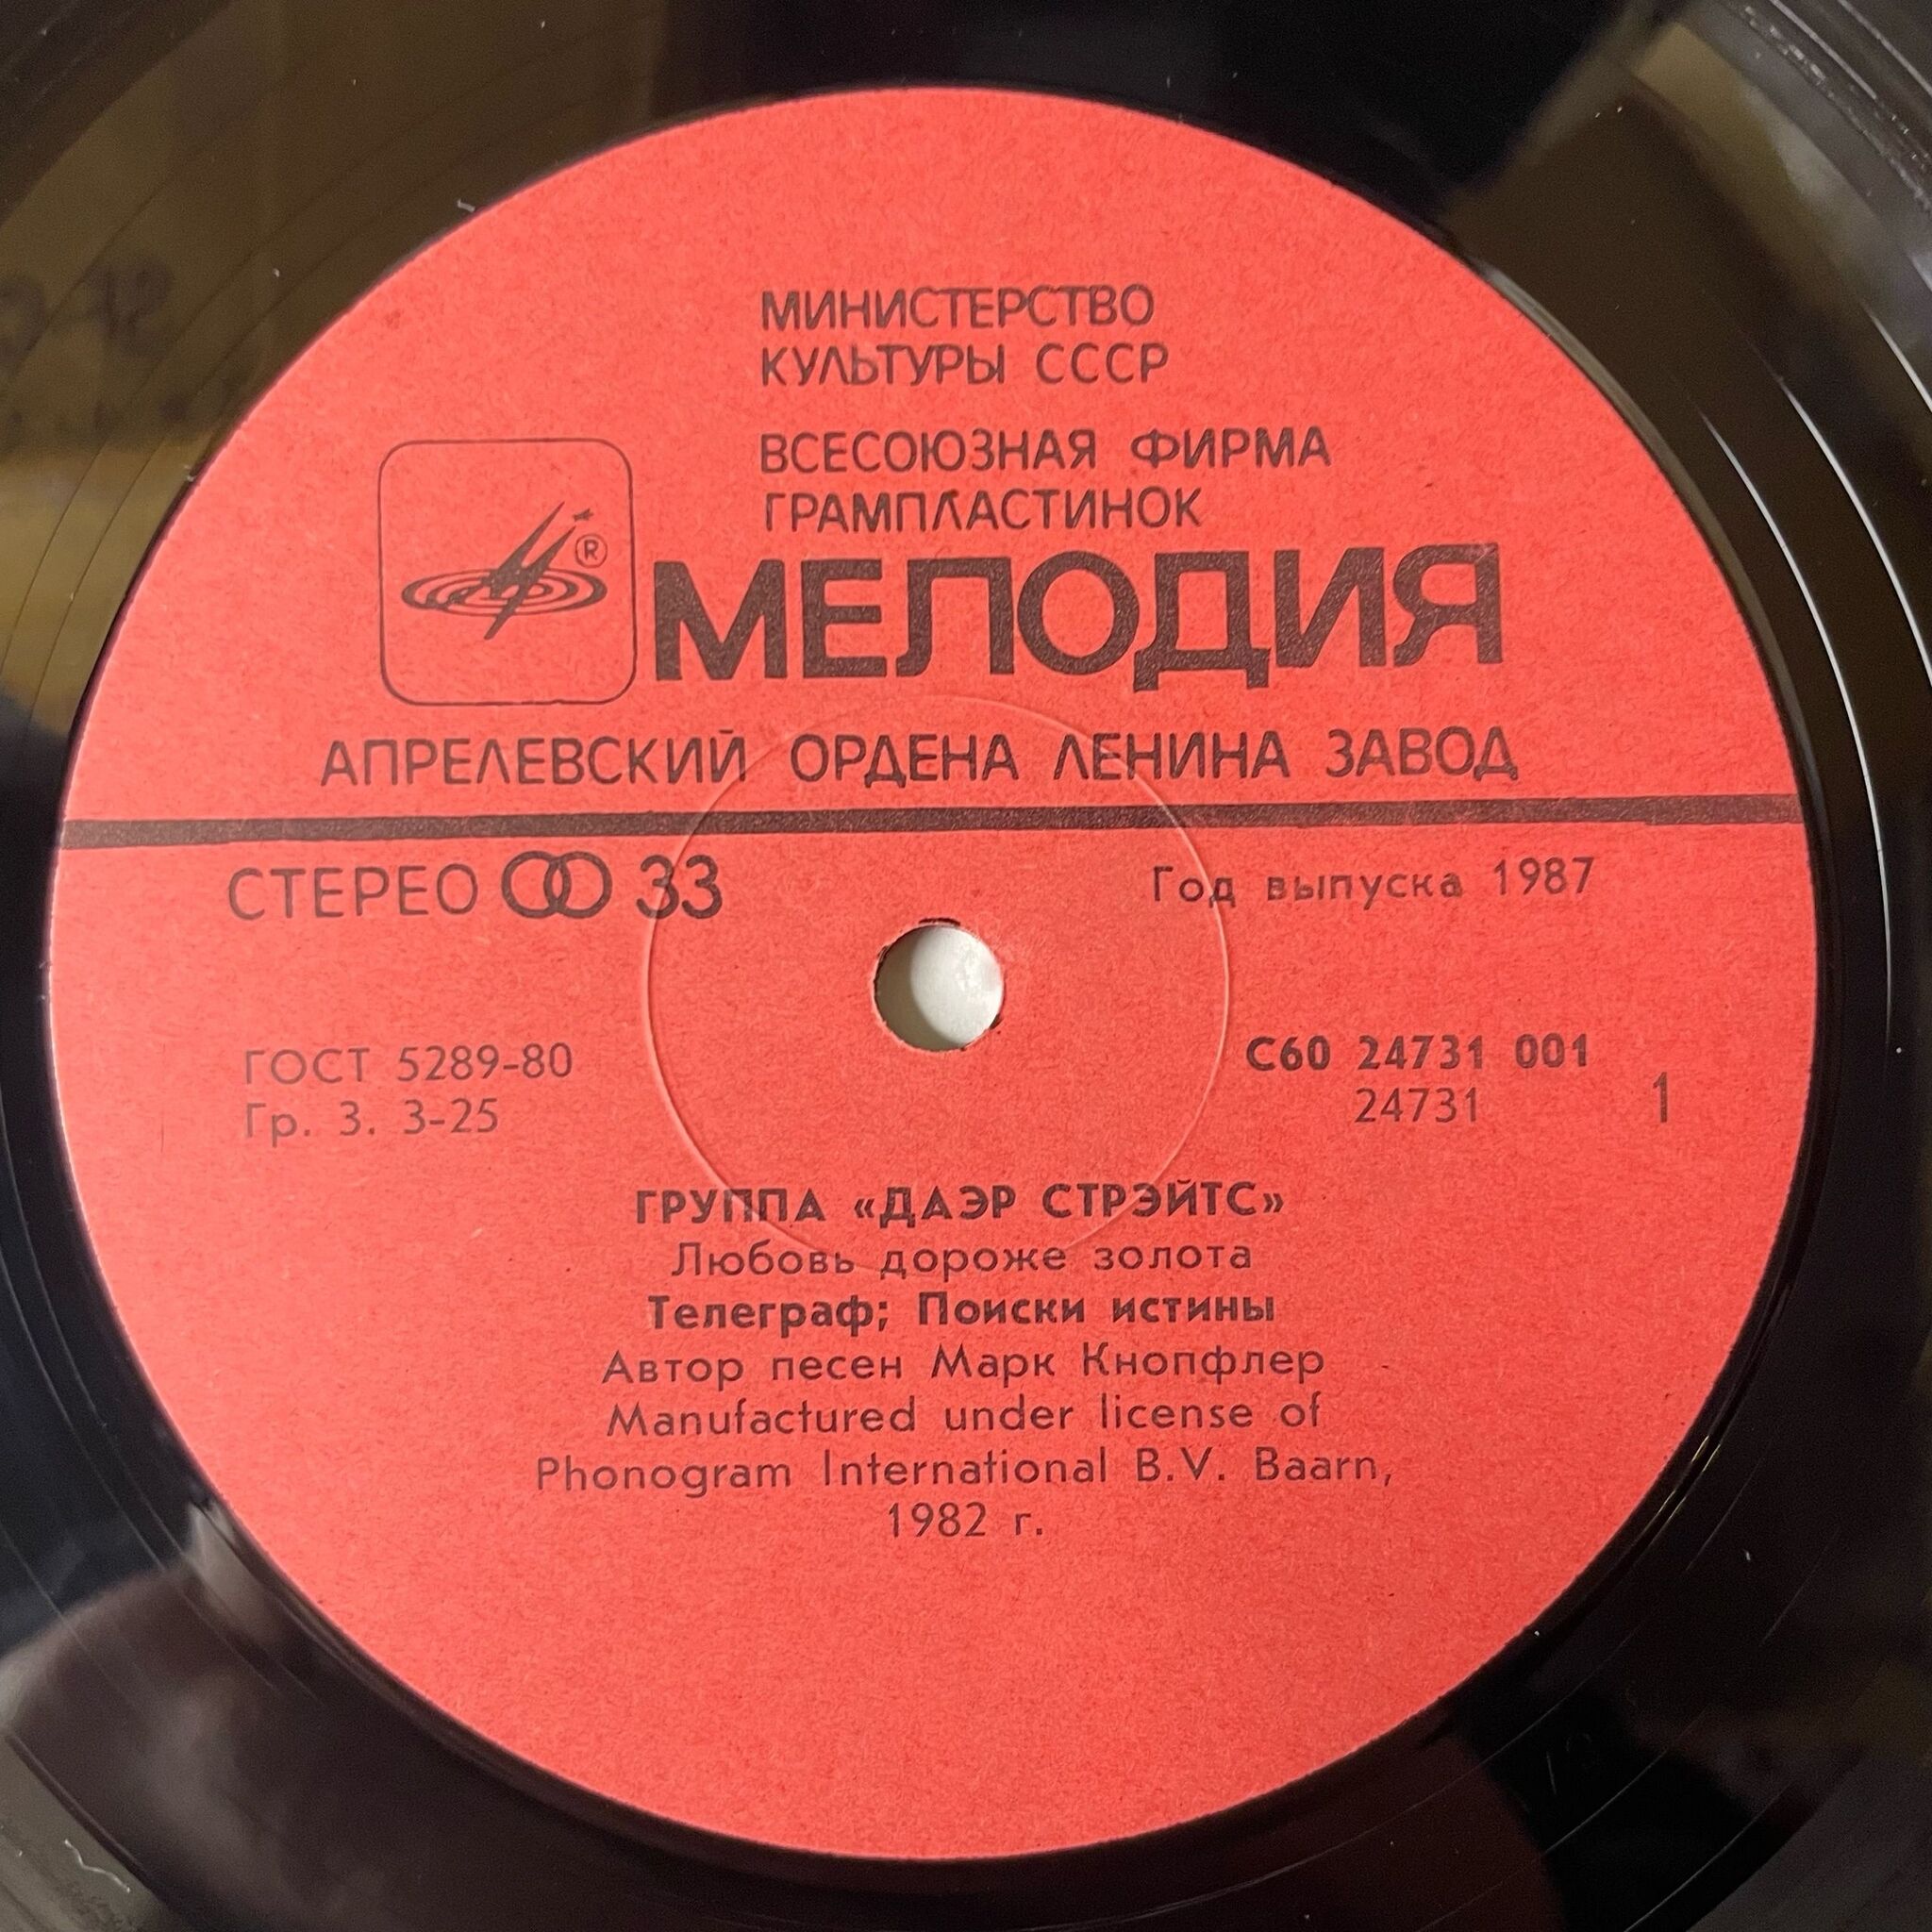 МИНИСТЕРСТВО
КУЛЬТУРЫ СССР
ВСЕСОЮЗНАЯ ФИРМА
ГРАМПЛАСТИНОК
®
МЕЛОДИЯ
АПРЕЛЕВСКИЙ ОРДЕНА ЛЕНИНА ЗАВОД
СТЕРЕО 33
Год выпуска 1987
ГОСТ 5289-80
Гр. 3. 3-25
С60 24731 001
24731 1
ГРУППА «ДАЭР СТРЭЙТС»
Любовь дороже золота
Телеграф; Поиски истины
Автор песен Марк Кнопфлер
Manufactured under license of
Phonogram International B.V. Baarn,
1982 г.